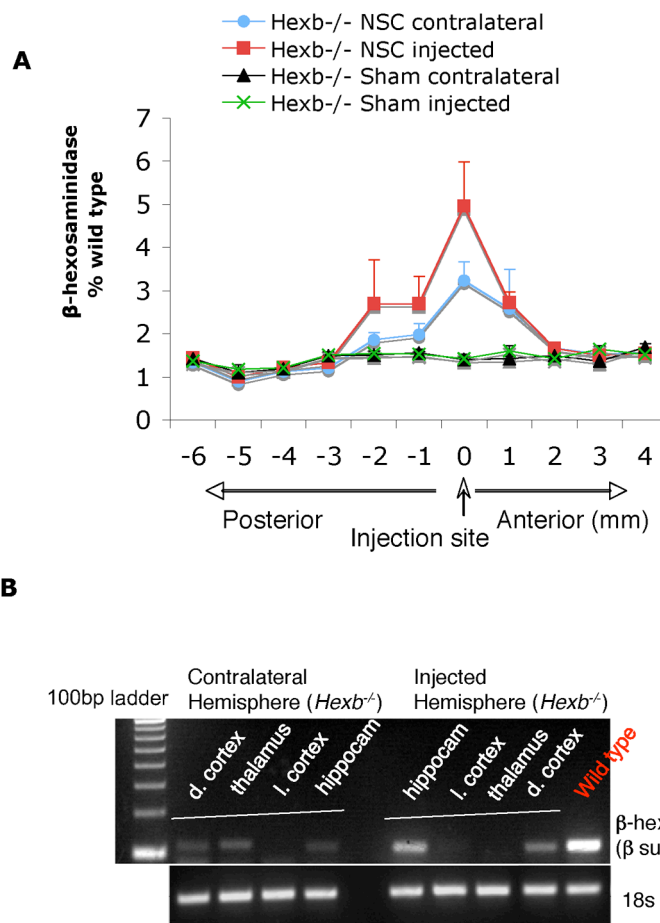 A
Hexb-/- NSC contralateral
Hexb-/- NSC injected
Hexb-/- Sham contralateral
Hexb-/- Sham injected
β-hexosaminidase
% wild type
7
6
5
4
3
2
1
0
-6 -5 -4 -3 -2 -1 0 1 2 3 4
Posterior
Injection site
Anterior (mm)
B
100bp ladder
Contralateral
Hemisphere (Hexb-/-)
Injected
Hemisphere (Hexb-/-)
d. cortex
thalamus
l. cortex
hippocam
hippocam
l. cortex
thalamus
d. cortex
Wild type
β-hex
(β su
18s